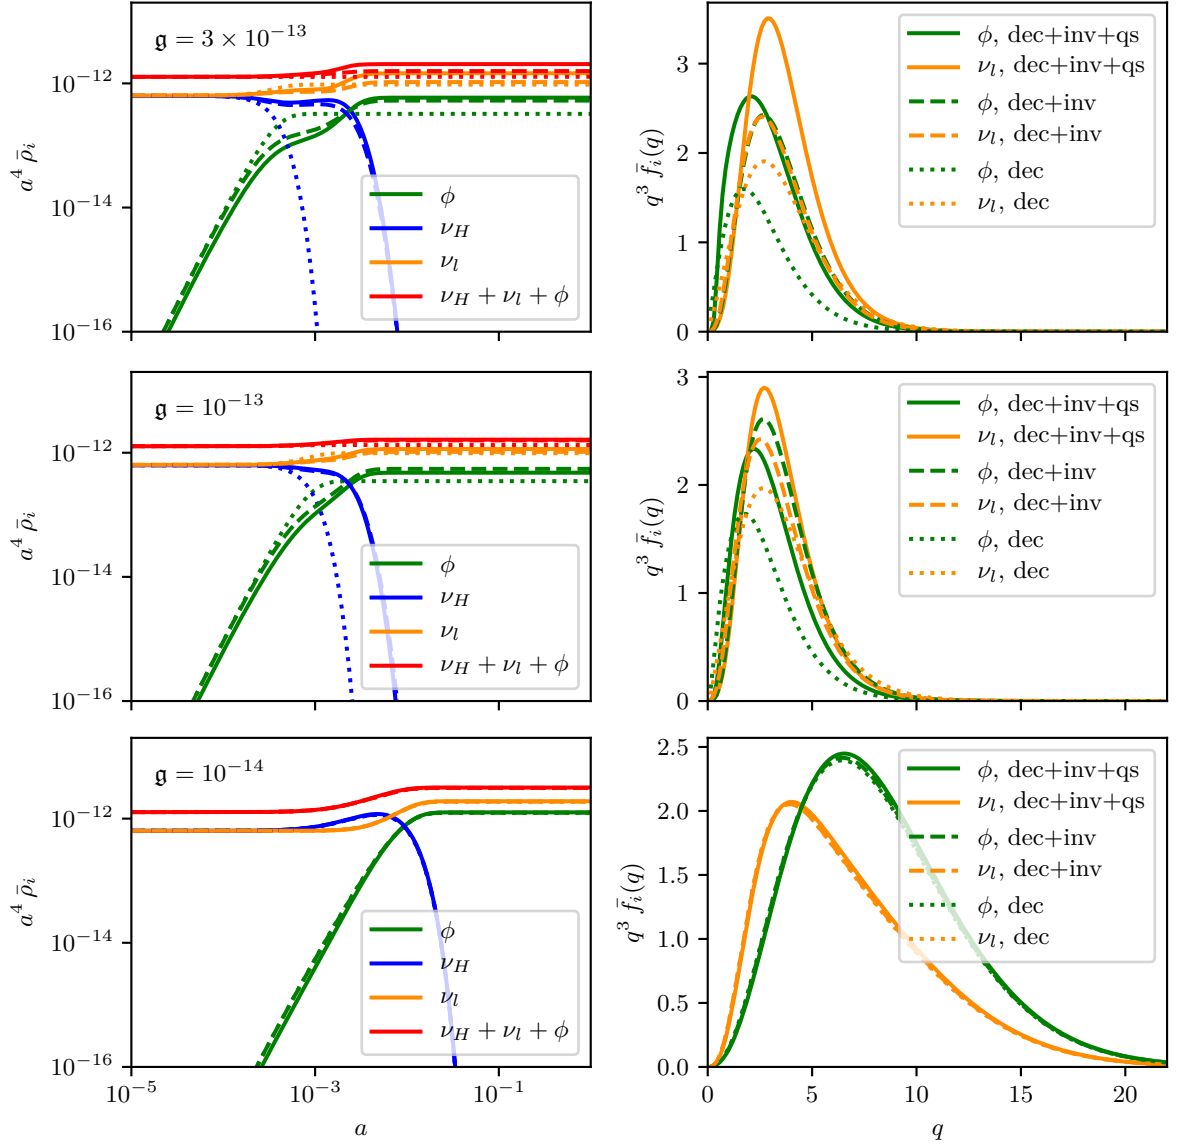 𝔤 = 3 × 10⁻¹³
10⁻¹²
10⁻¹⁴
10⁻¹⁶
a⁴ ρ̄ᵢ
ϕ
ν_H
ν_l
ν_H + ν_l + ϕ
3
2
1
0
q³ f̄ᵢ(q)
ϕ, dec+inv+qs
ν_l, dec+inv+qs
ϕ, dec+inv
ν_l, dec+inv
ϕ, dec
ν_l, dec
𝔤 = 10⁻¹³
10⁻¹²
10⁻¹⁴
10⁻¹⁶
a⁴ ρ̄ᵢ
ϕ
ν_H
ν_l
ν_H + ν_l + ϕ
3
2
1
0
q³ f̄ᵢ(q)
ϕ, dec+inv+qs
ν_l, dec+inv+qs
ϕ, dec+inv
ν_l, dec+inv
ϕ, dec
ν_l, dec
𝔤 = 10⁻¹⁴
10⁻¹²
10⁻¹⁴
10⁻¹⁶
a⁴ ρ̄ᵢ
ϕ
ν_H
ν_l
ν_H + ν_l + ϕ
10⁻⁵ 10⁻³ 10⁻¹
a
2.5
2.0
1.5
1.0
0.5
0.0
q³ f̄ᵢ(q)
ϕ, dec+inv+qs
ν_l, dec+inv+qs
ϕ, dec+inv
ν_l, dec+inv
ϕ, dec
ν_l, dec
0 5 10 15 20
q